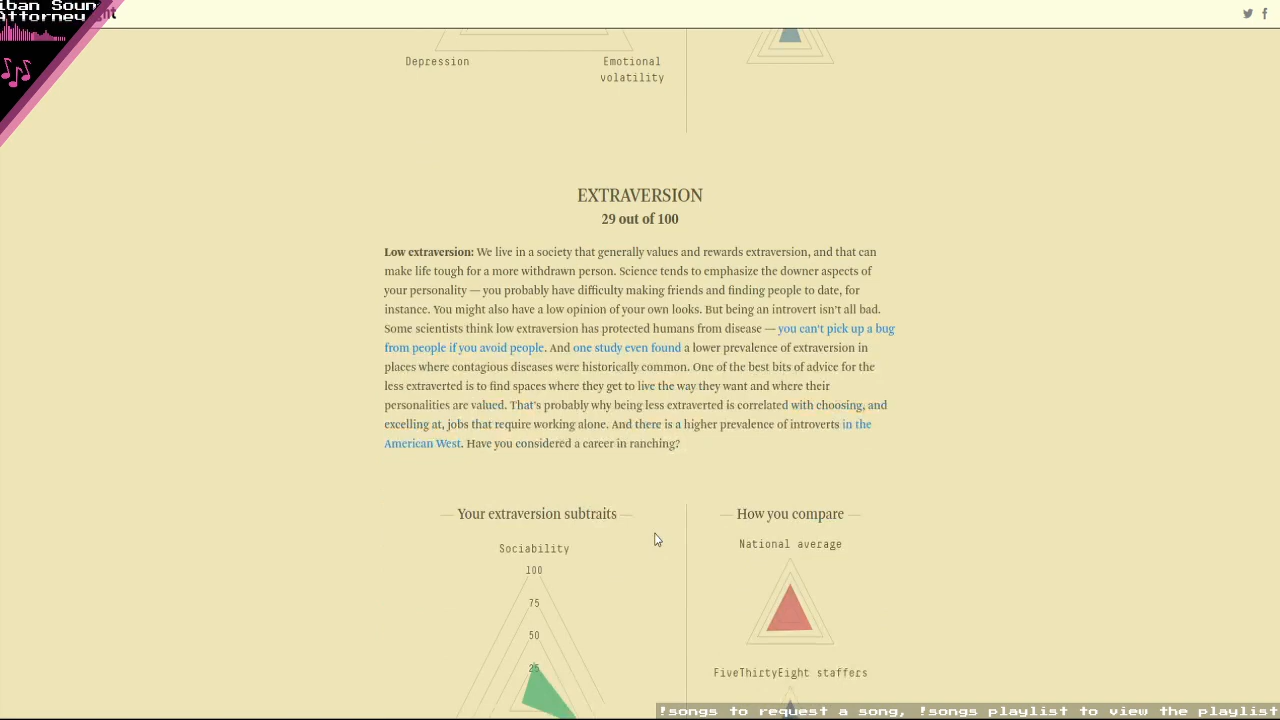 iban Soun
Attorney
ht
Depression
Emotional
volatility
EXTRAVERSION
29 out of 100
Low extraversion: We live in a society that generally values and rewards extraversion, and that can
make life tough for a more withdrawn person. Science tends to emphasize the downer aspects of
your personality — you probably have difficulty making friends and finding people to date, for
instance. You might also have a low opinion of your own looks. But being an introvert isn't all bad.
Some scientists think low extraversion has protected humans from disease — you can't pick up a bug
from people if you avoid people. And one study even found a lower prevalence of extraversion in
places where contagious diseases were historically common. One of the best bits of advice for the
less extraverted is to find spaces where they get to live the way they want and where their
personalities are valued. That's probably why being less extraverted is correlated with choosing, and
excelling at, jobs that require working alone. And there is a higher prevalence of introverts in the
American West. Have you considered a career in ranching?
Your extraversion subtraits
How you compare
Sociability
National average
100
75
50
25
FiveThirtyEight staffers
!songs to request a song, !songs playlist to view the playlist